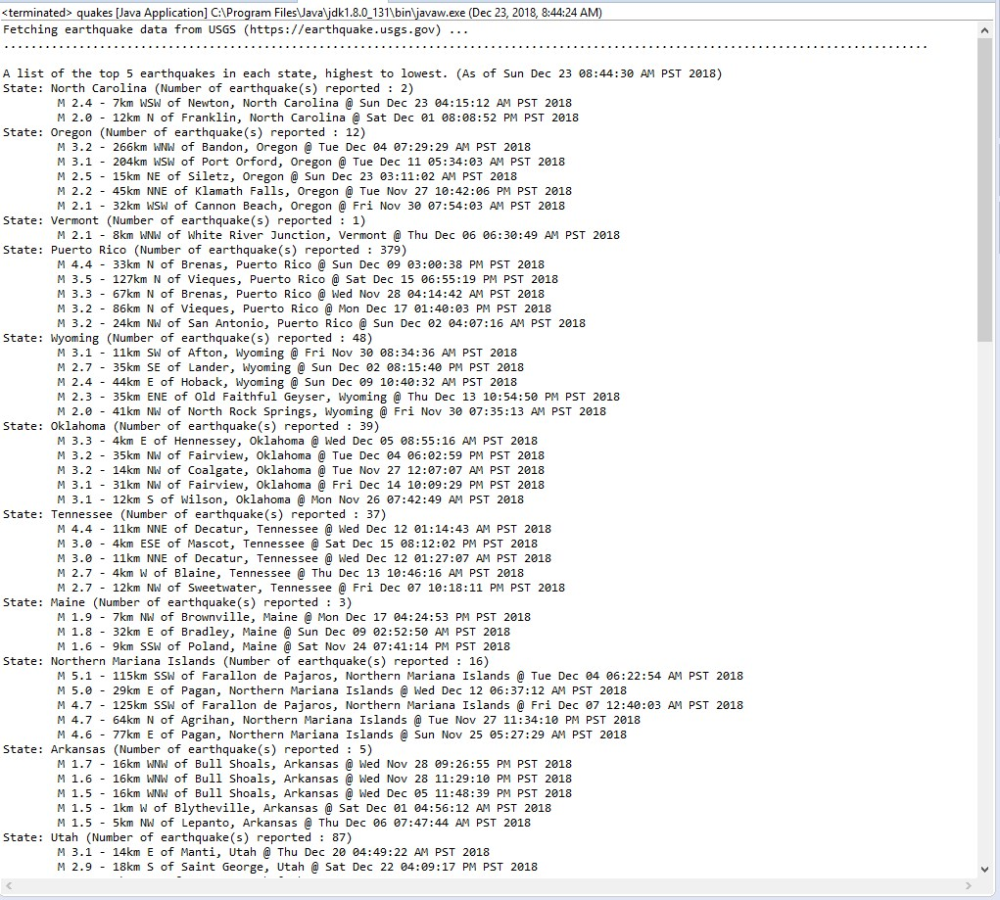 <terminated> quakes [Java Application] C:\Program Files\Java\jdk1.8.0_131\bin\javaw.exe (Dec 23, 2018, 8:44:24 AM)
Fetching earthquake data from USGS (https://earthquake.usgs.gov) ...
.......................................................................................................................................
A list of the top 5 earthquakes in each state, highest to lowest. (As of Sun Dec 23 08:44:30 AM PST 2018)
State: North Carolina (Number of earthquake(s) reported : 2)
M 2.4 - 7km WSW of Newton, North Carolina @ Sun Dec 23 04:15:12 AM PST 2018
M 2.0 - 12km N of Franklin, North Carolina @ Sat Dec 01 08:08:52 PM PST 2018
State: Oregon (Number of earthquake(s) reported : 12)
M 3.2 - 266km WNW of Bandon, Oregon @ Tue Dec 04 07:29:29 AM PST 2018
M 3.1 - 204km WSW of Port Orford, Oregon @ Tue Dec 11 05:34:03 AM PST 2018
M 2.5 - 15km NE of Siletz, Oregon @ Sun Dec 23 03:11:02 AM PST 2018
M 2.2 - 45km NNE of Klamath Falls, Oregon @ Tue Nov 27 10:42:06 PM PST 2018
M 2.1 - 32km WSW of Cannon Beach, Oregon @ Fri Nov 30 07:54:03 AM PST 2018
State: Vermont (Number of earthquake(s) reported : 1)
M 2.1 - 8km WNW of White River Junction, Vermont @ Thu Dec 06 06:30:49 AM PST 2018
State: Puerto Rico (Number of earthquake(s) reported : 379)
M 4.4 - 33km N of Brenas, Puerto Rico @ Sun Dec 09 03:00:38 PM PST 2018
M 3.5 - 127km N of Vieques, Puerto Rico @ Sat Dec 15 06:55:19 PM PST 2018
M 3.3 - 67km N of Brenas, Puerto Rico @ Wed Nov 28 04:14:42 AM PST 2018
M 3.2 - 86km N of Vieques, Puerto Rico @ Mon Dec 17 01:40:03 PM PST 2018
M 3.2 - 24km NW of San Antonio, Puerto Rico @ Sun Dec 02 04:07:16 AM PST 2018
State: Wyoming (Number of earthquake(s) reported : 48)
M 3.1 - 11km SW of Afton, Wyoming @ Fri Nov 30 08:34:36 AM PST 2018
M 2.7 - 35km SE of Lander, Wyoming @ Sun Dec 02 08:15:40 PM PST 2018
M 2.4 - 44km E of Hoback, Wyoming @ Sun Dec 09 10:40:32 AM PST 2018
M 2.3 - 35km ENE of Old Faithful Geyser, Wyoming @ Thu Dec 13 10:54:50 PM PST 2018
M 2.0 - 41km NW of North Rock Springs, Wyoming @ Fri Nov 30 07:35:13 AM PST 2018
State: Oklahoma (Number of earthquake(s) reported : 39)
M 3.3 - 4km E of Hennessey, Oklahoma @ Wed Dec 05 08:55:16 AM PST 2018
M 3.2 - 35km NW of Fairview, Oklahoma @ Tue Dec 04 06:02:59 PM PST 2018
M 3.2 - 14km NW of Coalgate, Oklahoma @ Tue Nov 27 12:07:07 AM PST 2018
M 3.1 - 31km NW of Fairview, Oklahoma @ Fri Dec 14 10:09:29 PM PST 2018
M 3.1 - 12km S of Wilson, Oklahoma @ Mon Nov 26 07:42:49 AM PST 2018
State: Tennessee (Number of earthquake(s) reported : 37)
M 4.4 - 11km NNE of Decatur, Tennessee @ Wed Dec 12 01:14:43 AM PST 2018
M 3.0 - 4km ESE of Mascot, Tennessee @ Sat Dec 15 08:12:02 PM PST 2018
M 3.0 - 11km NNE of Decatur, Tennessee @ Wed Dec 12 01:27:07 AM PST 2018
M 2.7 - 4km W of Blaine, Tennessee @ Thu Dec 13 10:46:16 AM PST 2018
M 2.7 - 12km NW of Sweetwater, Tennessee @ Fri Dec 07 10:18:11 PM PST 2018
State: Maine (Number of earthquake(s) reported : 3)
M 1.9 - 7km NW of Brownville, Maine @ Mon Dec 17 04:24:53 PM PST 2018
M 1.8 - 32km E of Bradley, Maine @ Sun Dec 09 02:52:50 AM PST 2018
M 1.6 - 9km SSW of Poland, Maine @ Sat Nov 24 07:41:14 PM PST 2018
State: Northern Mariana Islands (Number of earthquake(s) reported : 16)
M 5.1 - 115km SSW of Farallon de Pajaros, Northern Mariana Islands @ Tue Dec 04 06:22:54 AM PST 2018
M 5.0 - 29km E of Pagan, Northern Mariana Islands @ Wed Dec 12 06:37:12 AM PST 2018
M 4.7 - 125km SSW of Farallon de Pajaros, Northern Mariana Islands @ Fri Dec 07 12:40:03 AM PST 2018
M 4.7 - 64km N of Agrihan, Northern Mariana Islands @ Tue Nov 27 11:34:10 PM PST 2018
M 4.6 - 77km E of Pagan, Northern Mariana Islands @ Sun Nov 25 05:27:29 AM PST 2018
State: Arkansas (Number of earthquake(s) reported : 5)
M 1.7 - 16km WNW of Bull Shoals, Arkansas @ Wed Nov 28 09:26:55 PM PST 2018
M 1.6 - 16km WNW of Bull Shoals, Arkansas @ Wed Nov 28 11:29:10 PM PST 2018
M 1.5 - 16km WNW of Bull Shoals, Arkansas @ Wed Dec 05 11:48:39 PM PST 2018
M 1.5 - 1km W of Blytheville, Arkansas @ Sat Dec 01 04:56:12 AM PST 2018
M 1.5 - 5km NW of Lepanto, Arkansas @ Thu Dec 06 07:47:44 AM PST 2018
State: Utah (Number of earthquake(s) reported : 87)
M 3.1 - 14km E of Manti, Utah @ Thu Dec 20 04:49:22 AM PST 2018
M 2.9 - 18km S of Saint George, Utah @ Sat Dec 22 04:09:17 PM PST 2018